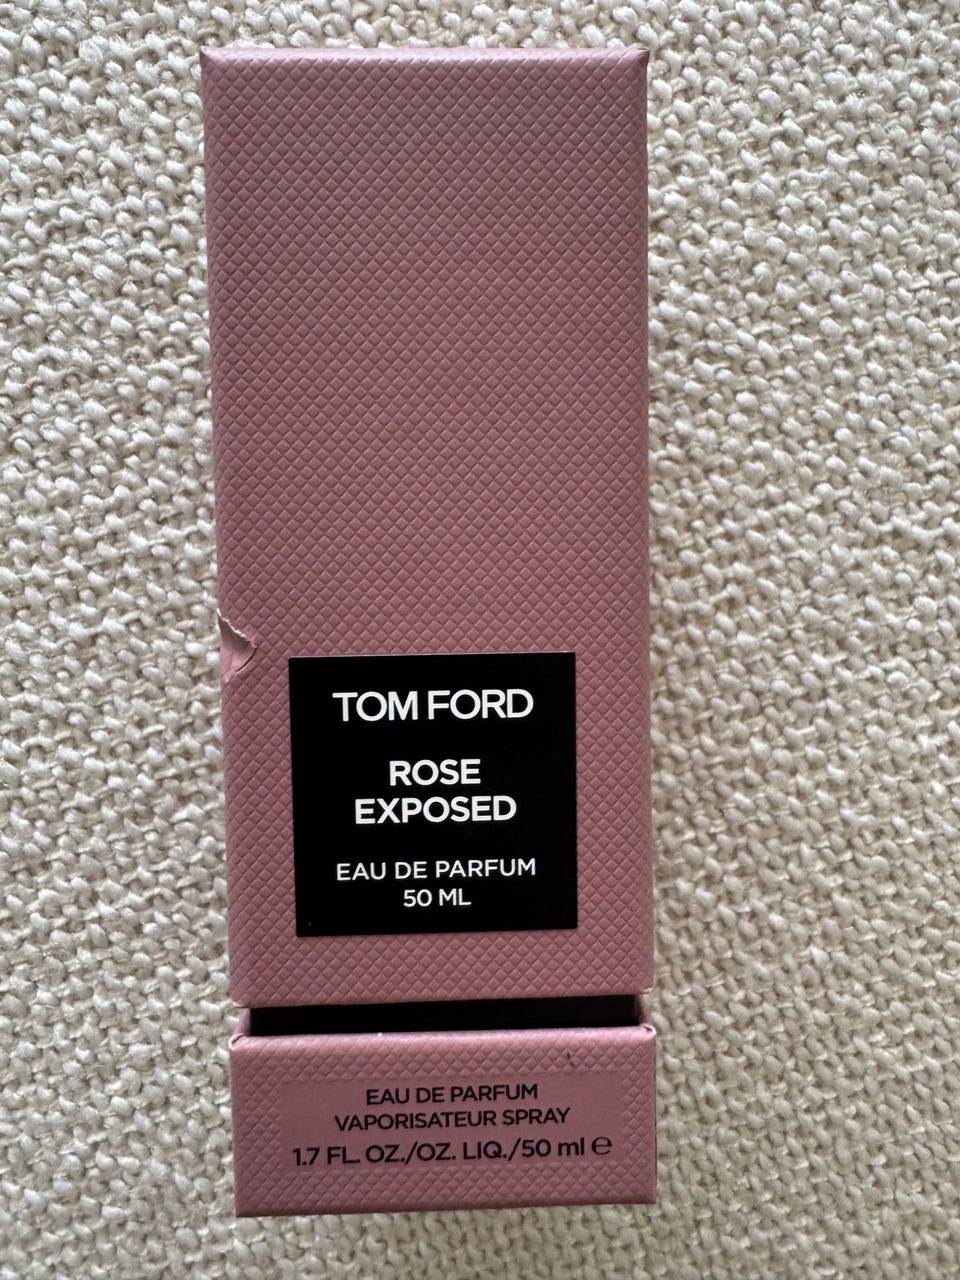 TOM FORD
ROSE
EXPOSED
EAU DE PARFUM
50 ML
EAU DE PARFUM
VAPORISATEUR SPRAY
1.7 FL. OZ./OZ. LIQ./50 ml ℮